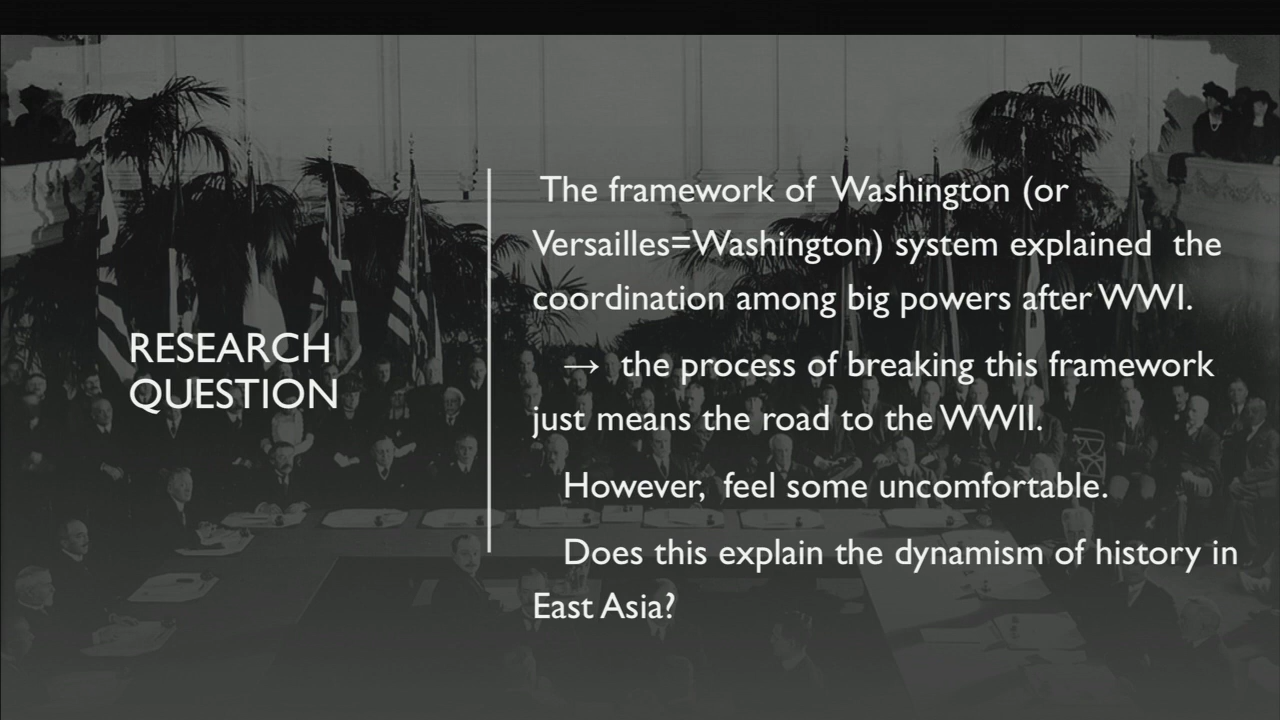 RESEARCH
QUESTION
The framework of Washington (or
Versailles=Washington) system explained the
coordination among big powers after WWI.
→ the process of breaking this framework
just means the road to the WWII.
However, feel some uncomfortable.
Does this explain the dynamism of history in
East Asia?